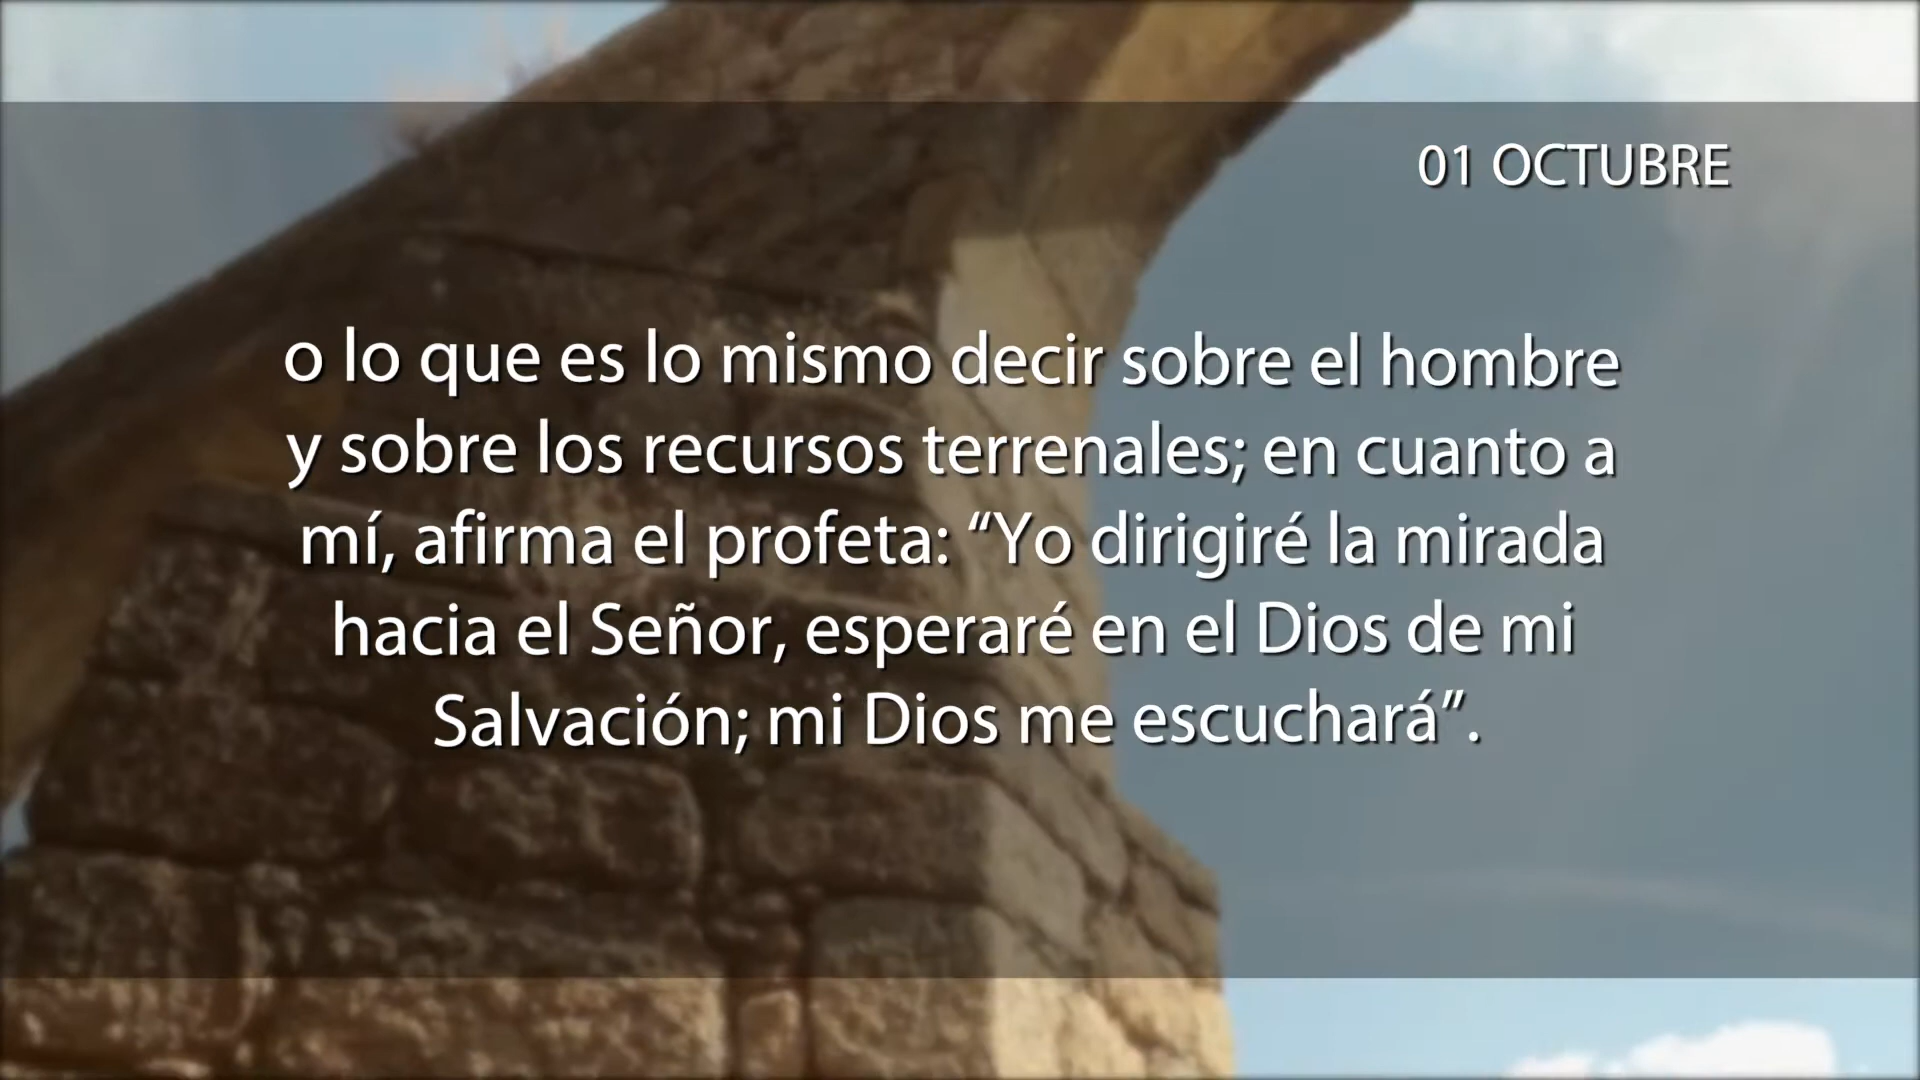 01 OCTUBRE
o lo que es lo mismo decir sobre el hombre
y sobre los recursos terrenales; en cuanto a
mí, afirma el profeta: “Yo dirigiré la mirada
hacia el Señor, esperaré en el Dios de mi
Salvación; mi Dios me escuchará”.